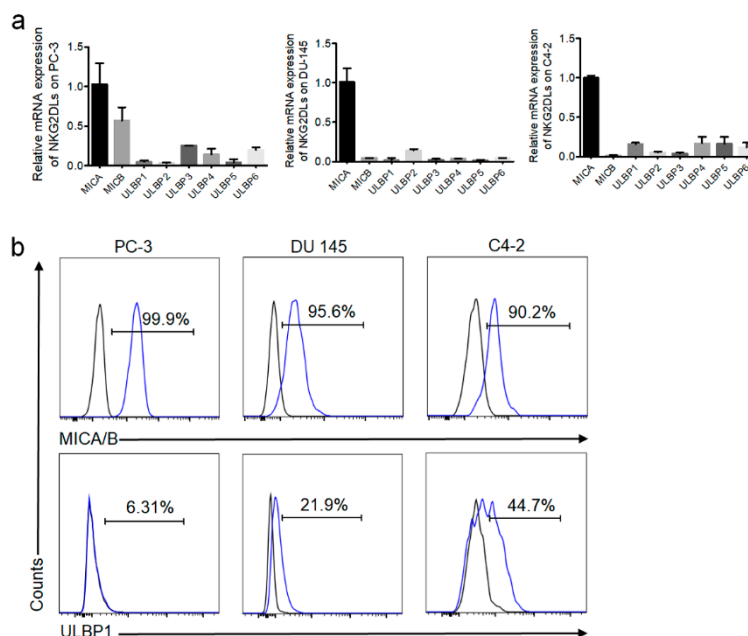 a
Relative mRNA expression
of NKG2DLs on PC-3
1.5
1.0
0.5
0.0
MICA
MICB
ULBP1
ULBP2
ULBP3
ULBP4
ULBP5
ULBP6
Relative mRNA expression
of NKG2DLs on DU-145
1.5
1.0
0.5
0.0
MICA
MICB
ULBP1
ULBP2
ULBP3
ULBP4
ULBP5
ULBP6
Relative mRNA expression
of NKG2DLs on C4-2
1.5
1.0
0.5
0.0
MICA
MICB
ULBP1
ULBP2
ULBP3
ULBP4
ULBP5
ULBP6
b
PC-3
DU 145
C4-2
99.9%
95.6%
90.2%
MICA/B
6.31%
21.9%
44.7%
Counts
ULBP1